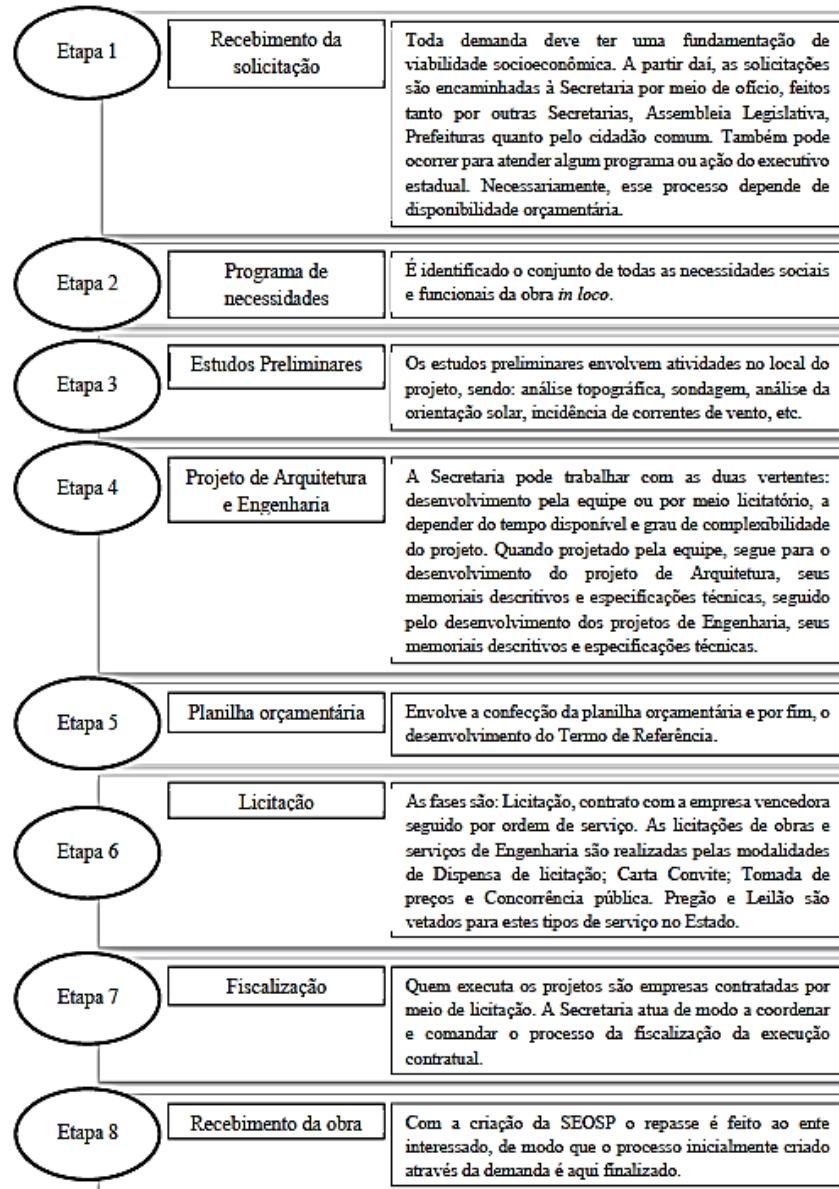 Etapa 1
Recebimento da
solicitação
Toda demanda deve ter uma fundamentação de
viabilidade socioeconômica. A partir daí, as solicitações
são encaminhadas à Secretaria por meio de ofício, feitos
tanto por outras Secretarias, Assembleia Legislativa,
Prefeituras quanto pelo cidadão comum. Também pode
ocorrer para atender algum programa ou ação do executivo
estadual. Necessariamente, esse processo depende de
disponibilidade orçamentária.
Etapa 2
Programa de
necessidades
É identificado o conjunto de todas as necessidades sociais
e funcionais da obra in loco.
Etapa 3
Estudos Preliminares
Os estudos preliminares envolvem atividades no local do
projeto, sendo: análise topográfica, sondagem, análise da
orientação solar, incidência de correntes de vento, etc.
Etapa 4
Projeto de Arquitetura
e Engenharia
A Secretaria pode trabalhar com as duas vertentes:
desenvolvimento pela equipe ou por meio licitatório, a
depender do tempo disponível e grau de complexibilidade
do projeto. Quando projetado pela equipe, segue para o
desenvolvimento do projeto de Arquitetura, seus
memoriais descritivos e especificações técnicas, seguido
pelo desenvolvimento dos projetos de Engenharia, seus
memoriais descritivos e especificações técnicas.
Etapa 5
Planilha orçamentária
Envolve a confecção da planilha orçamentária e por fim, o
desenvolvimento do Termo de Referência.
Etapa 6
Licitação
As fases são: Licitação, contrato com a empresa vencedora
seguido por ordem de serviço. As licitações de obras e
serviços de Engenharia são realizadas pelas modalidades
de Dispensa de licitação; Carta Convite; Tomada de
preços e Concorrência pública. Pregão e Leilão são
vetados para estes tipos de serviço no Estado.
Etapa 7
Fiscalização
Quem executa os projetos são empresas contratadas por
meio de licitação. A Secretaria atua de modo a coordenar
e comandar o processo da fiscalização da execução
contratual.
Etapa 8
Recebimento da obra
Com a criação da SEOSP o repasse é feito ao ente
interessado, de modo que o processo inicialmente criado
através da demanda é aqui finalizado.